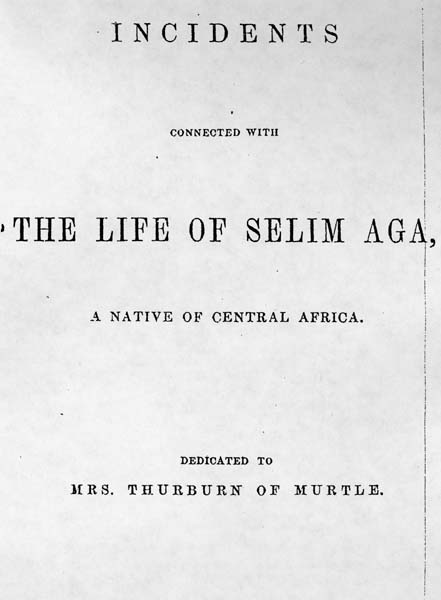 INCIDENTS
CONNECTED WITH
THE LIFE OF SELIM AGA,
A NATIVE OF CENTRAL AFRICA.
DEDICATED TO
MRS. THURBURN OF MURTLE.